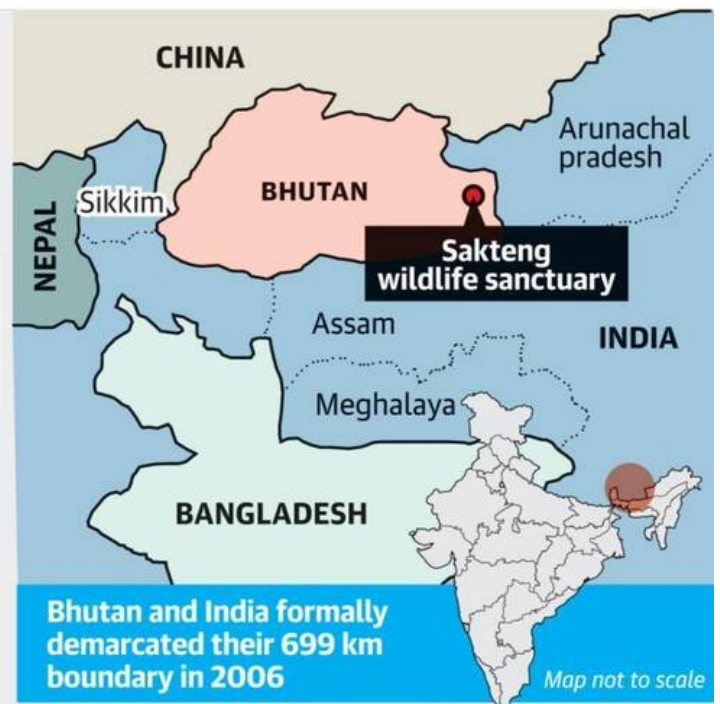 CHINA
Arunachal
pradesh
BHUTAN
Sikkim
NEPAL
Sakteng
wildlife sanctuary
Assam
INDIA
Meghalaya
BANGLADESH
Bhutan and India formally
demarcated their 699 km
boundary in 2006
Map not to scale